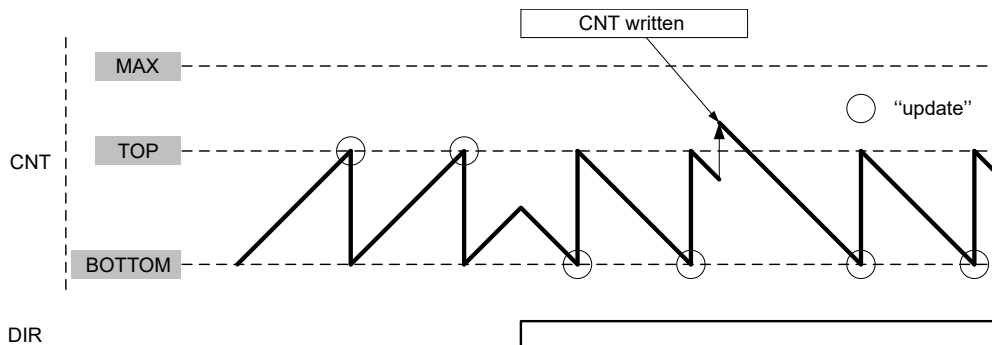 CNT written
MAX
‘‘update’’
CNT
TOP
BOTTOM
DIR